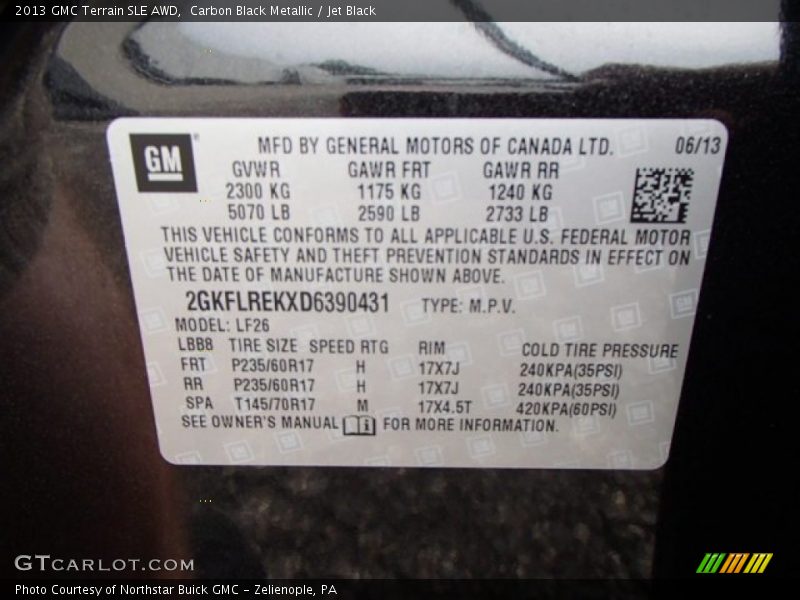 2013 GMC Terrain SLE AWD, Carbon Black Metallic / Jet Black
GM
MFD BY GENERAL MOTORS OF CANADA LTD. 06/13
GVWR GAWR FRT GAWR RR
2300 KG 1175 KG 1240 KG
5070 LB 2590 LB 2733 LB
THIS VEHICLE CONFORMS TO ALL APPLICABLE U.S. FEDERAL MOTOR
VEHICLE SAFETY AND THEFT PREVENTION STANDARDS IN EFFECT ON
THE DATE OF MANUFACTURE SHOWN ABOVE.
2GKFLREKXD6390431 TYPE: M.P.V.
MODEL: LF26
LBB8 TIRE SIZE SPEED RTG RIM COLD TIRE PRESSURE
FRT P235/60R17 H 17X7J 240KPA(35PSI)
RR P235/60R17 H 17X7J 240KPA(35PSI)
SPA T145/70R17 M 17X4.5T 420KPA(60PSI)
SEE OWNER'S MANUAL FOR MORE INFORMATION.
GTCARLOT.COM
Photo Courtesy of Northstar Buick GMC - Zelienople, PA